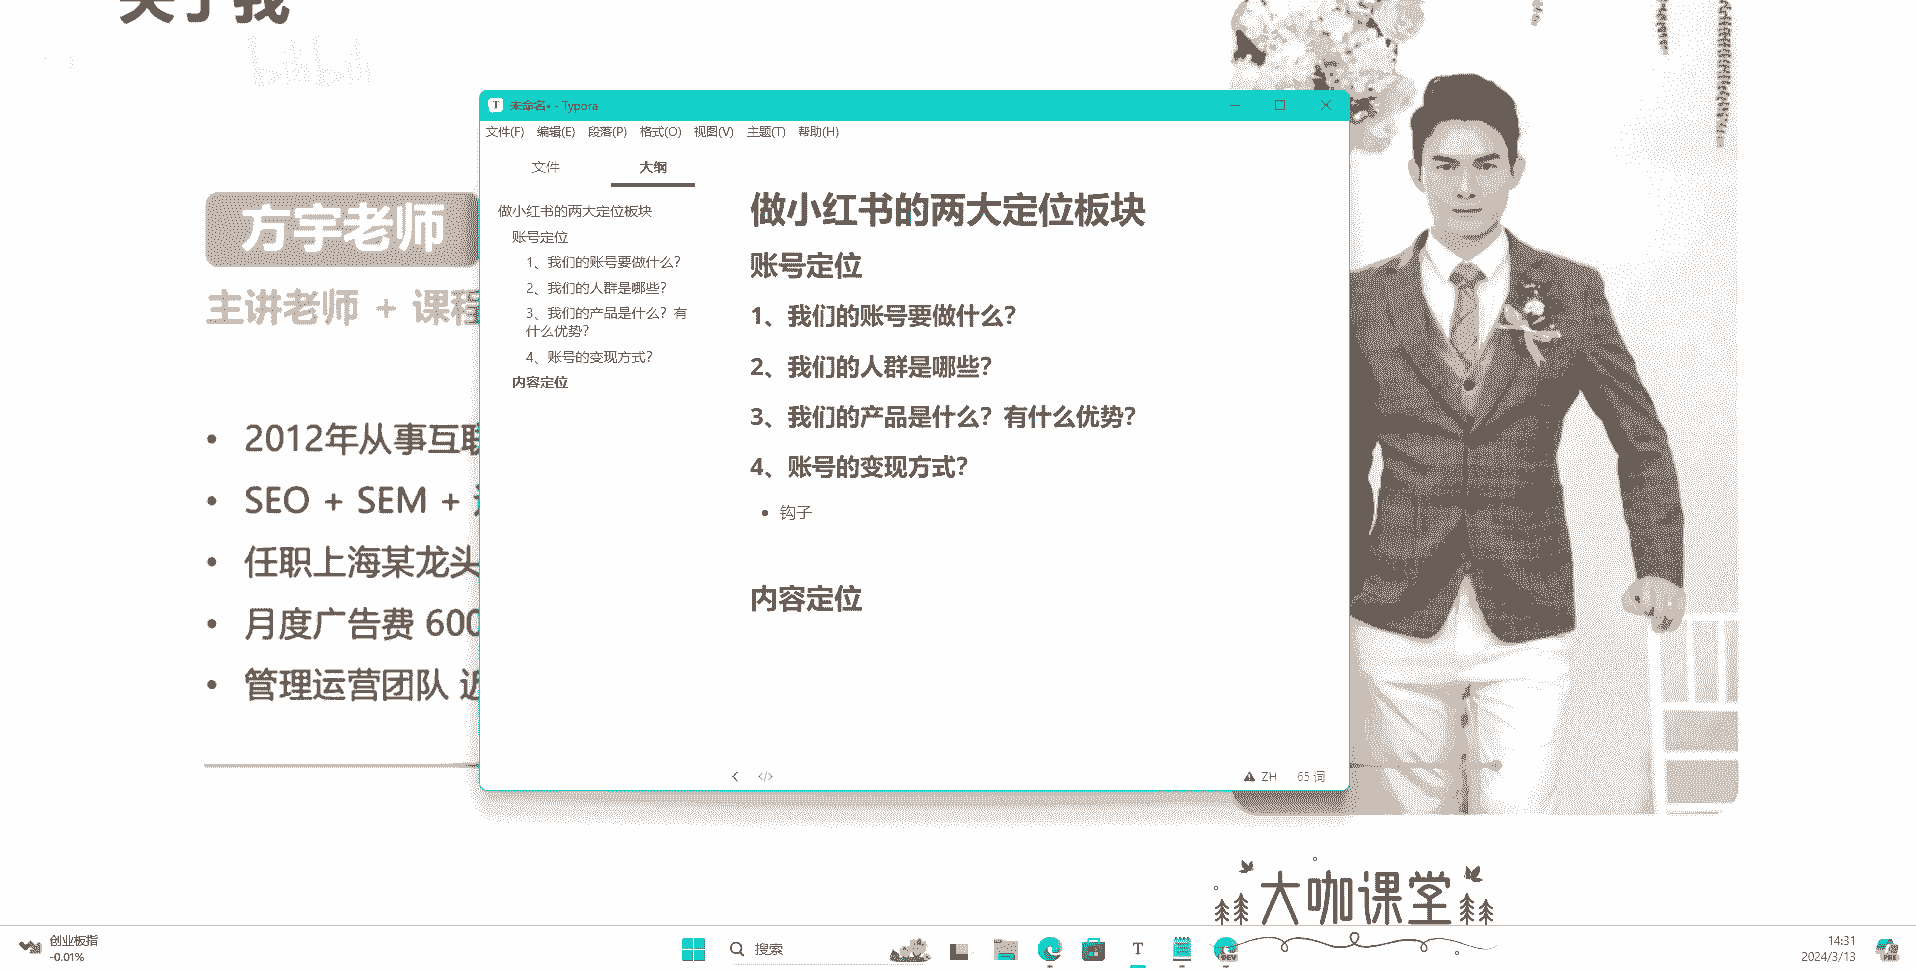 关于我
bilibili
方宇老师
主讲老师 + 课程
• 2012年从事互联
• SEO + SEM +
• 任职上海某龙头
• 月度广告费 600
• 管理运营团队 近
未命名• - Typora
文件(F) 编辑(E) 段落(P) 格式(O) 视图(V) 主题(T) 帮助(H)
文件 大纲
做小红书的两大定位板块
账号定位
1、我们的账号要做什么?
2、我们的人群是哪些?
3、我们的产品是什么? 有
什么优势?
4、账号的变现方式?
内容定位
做小红书的两大定位板块
账号定位
1、我们的账号要做什么?
2、我们的人群是哪些?
3、我们的产品是什么? 有什么优势?
4、账号的变现方式?
• 钩子
内容定位
ZH 65 词
大咖课堂
创业板指
-0.01%
搜索
T
DEV
14:31
2024/3/13
PRE